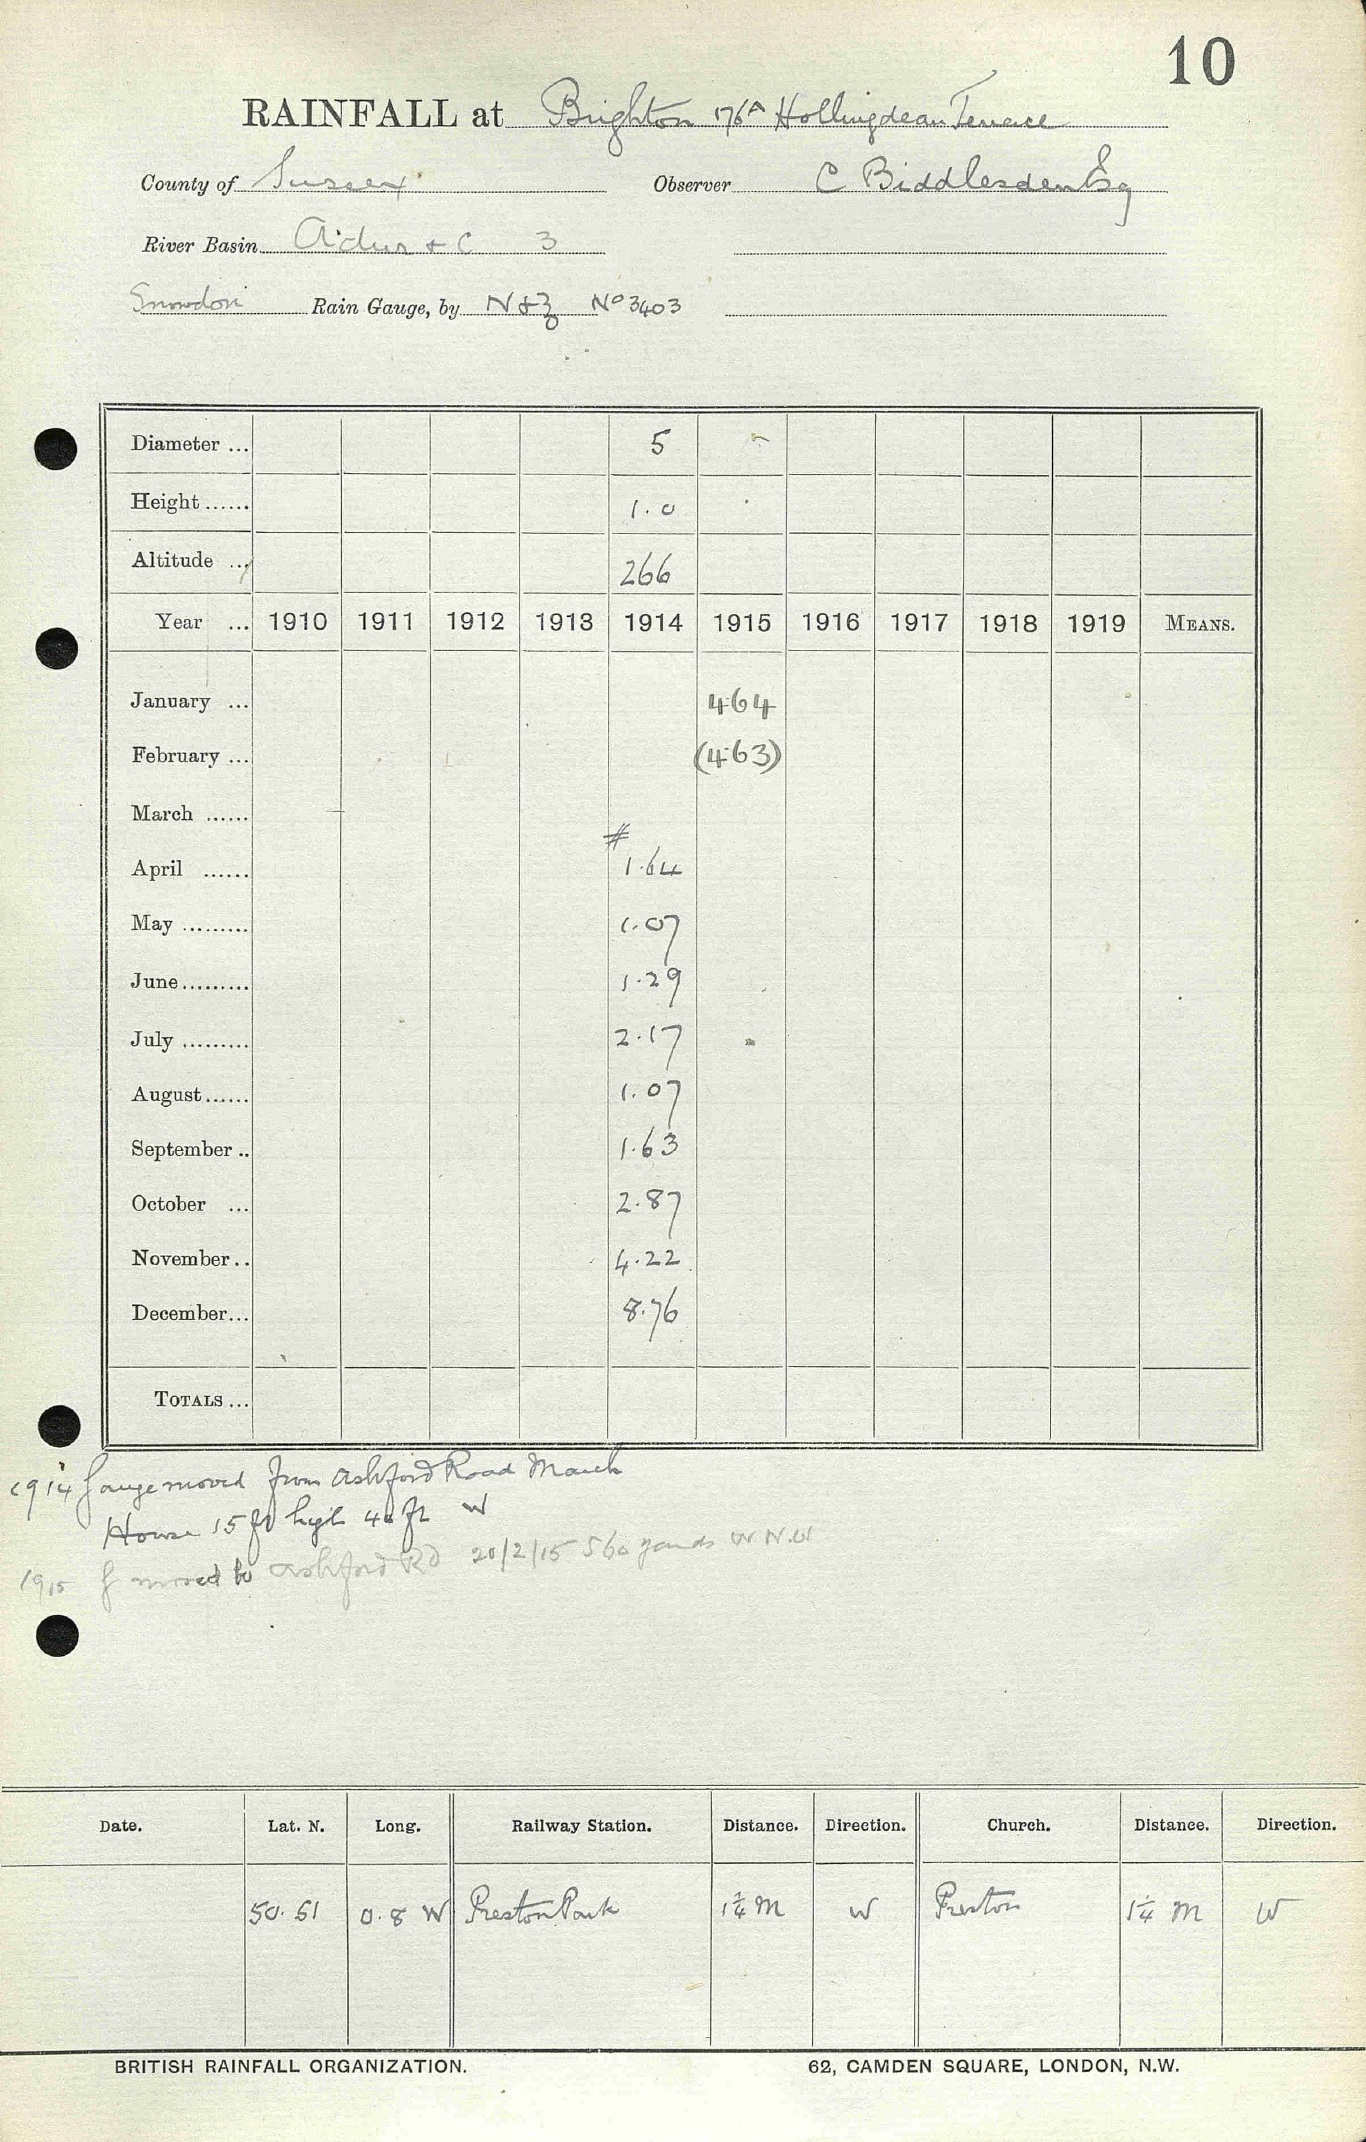 10
RAINFALL at Brighton 176A Hollingdean Terrace
County of Sussex Observer C Biddlesden Esq
River Basin Adur & C 3
Snowdon Rain Gauge, by N & Z No 3403
Diameter ... 5
Height ...... 1.0
Altitude ... 266
Year ... 1910 1911 1912 1913 1914 1915 1916 1917 1918 1919 MEANS.
January ... 4.64
February ... (4.63)
March ......
#
April ...... 1.64
May ......... 1.07
June ......... 1.29
July ......... 2.17
August ...... 1.07
September .. 1.63
October ... 2.87
November .. 4.22
December ... 8.76
TOTALS ...
1914 Gauge moved from Ashford Road March
House 15 ft high 40 ft W
1915 G moved to Ashford Rd 20/2/15 560 yards W N.W
Date. Lat. N. Long. Railway Station. Distance. Direction. Church. Distance. Direction.
50.51 0.8 W Preston Park 1¼ M W Preston 1¼ M W
BRITISH RAINFALL ORGANIZATION. 62, CAMDEN SQUARE, LONDON, N.W.